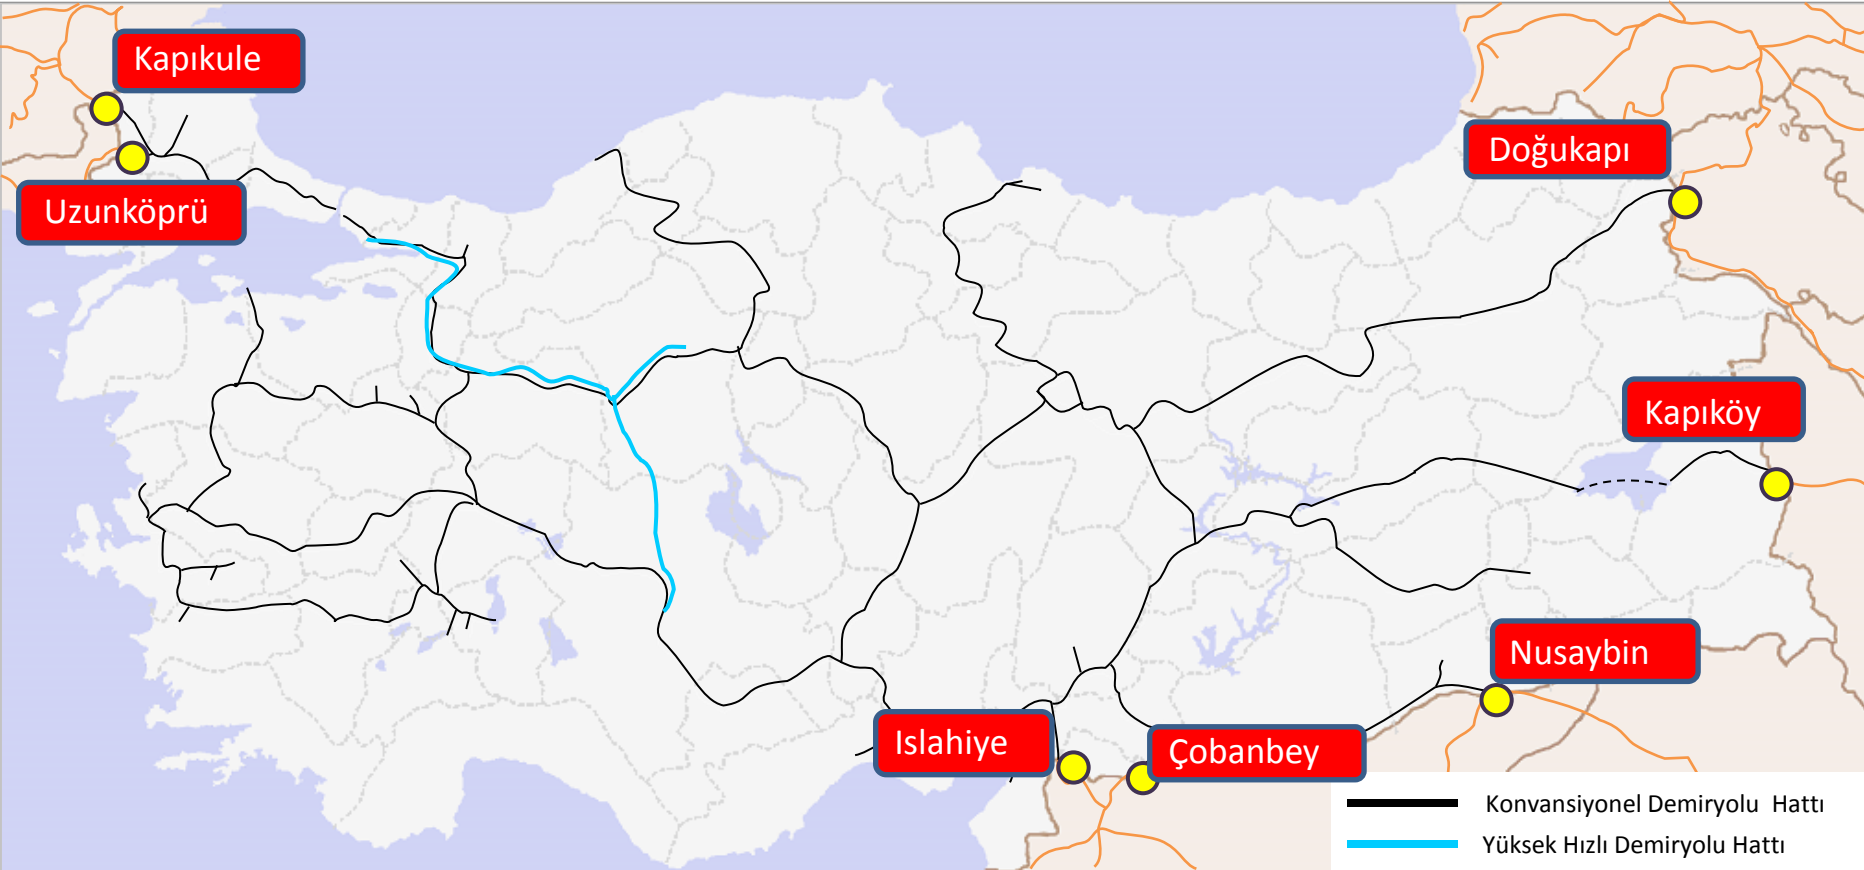 Kapıkule
Doğukapı
Uzunköprü
Kapıköy
Nusaybin
Islahiye
Çobanbey
Konvansiyonel Demiryolu Hattı
Yüksek Hızlı Demiryolu Hattı